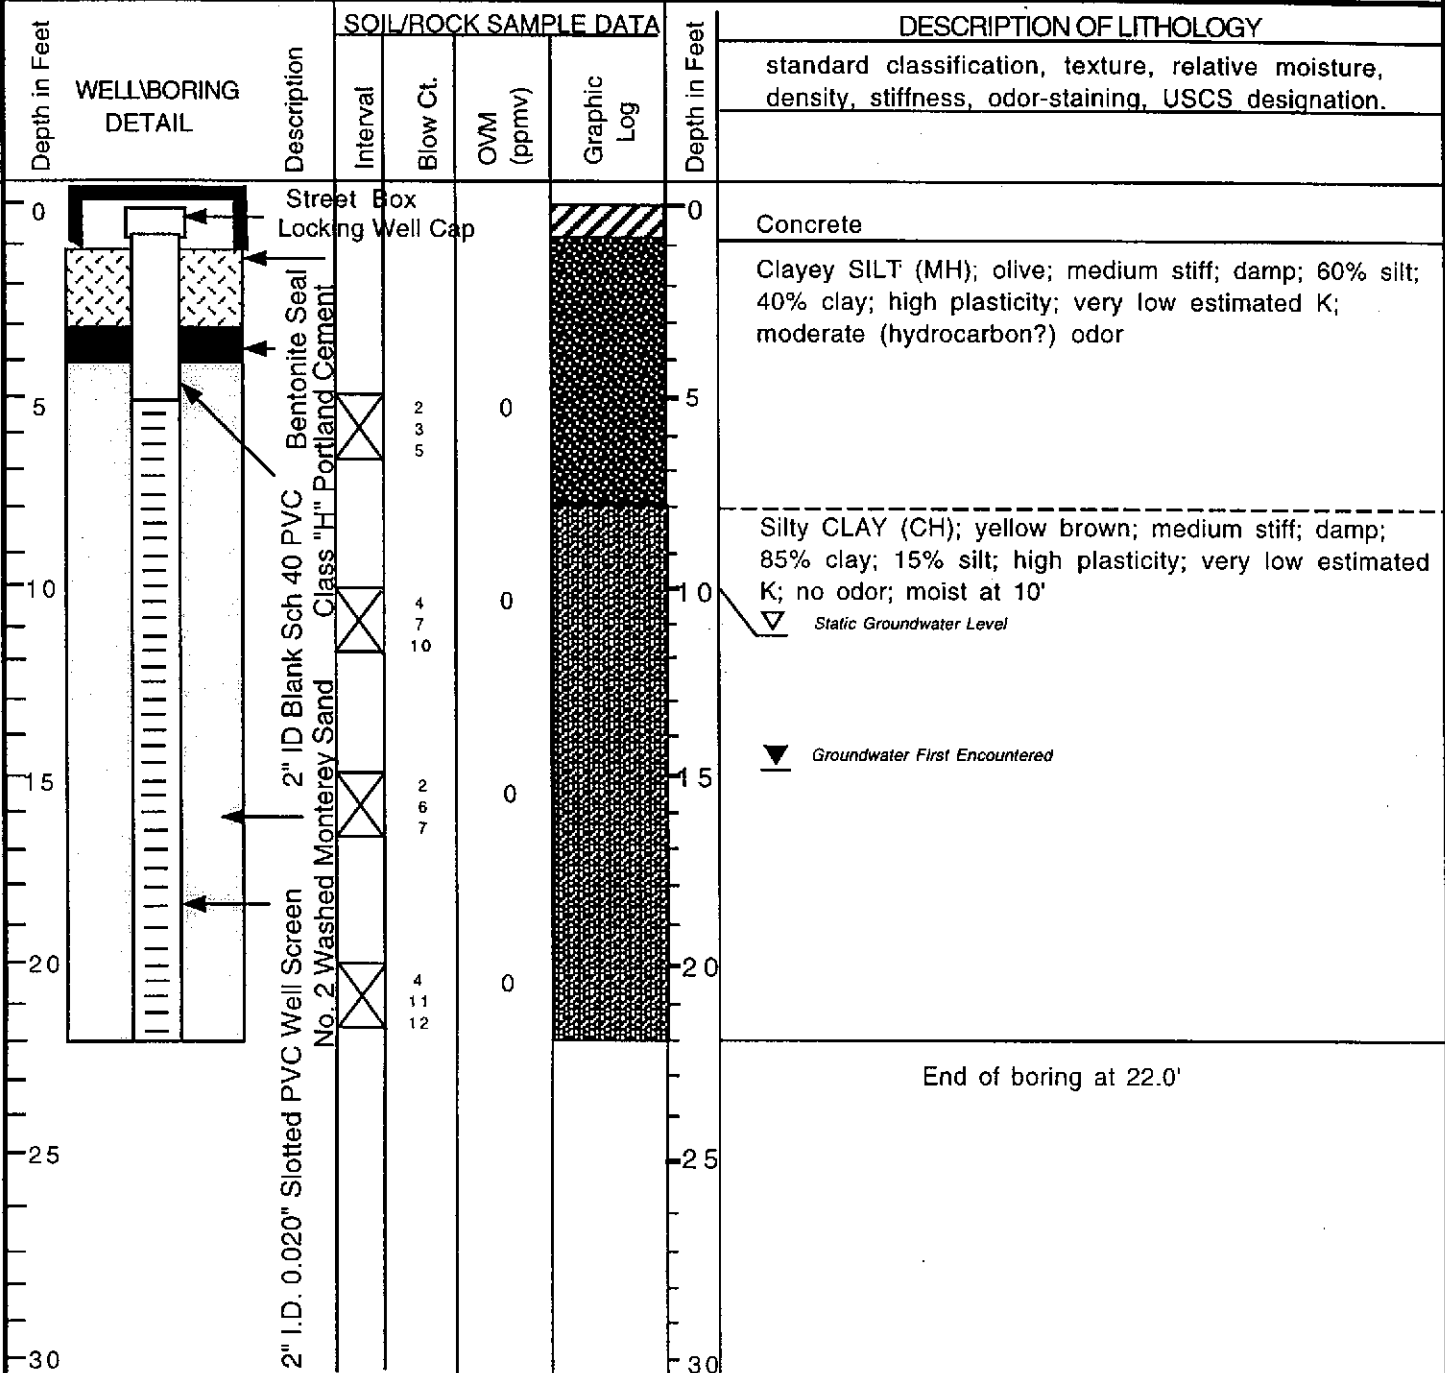 SOIL/ROCK SAMPLE DATA
DESCRIPTION OF LITHOLOGY
Depth in Feet
WELL\BORING
DETAIL
Description
Interval
Blow Ct.
OVM
(ppmv)
Graphic
Log
Depth in Feet
standard classification, texture, relative moisture,
density, stiffness, odor-staining, USCS designation.
Street Box
Locking Well Cap
Bentonite Seal
Class "H" Portland Cement
2" ID Blank Sch 40 PVC
No. 2 Washed Monterey Sand
2" I.D. 0.020" Slotted PVC Well Screen
0
5
10
15
20
25
30
2
3
5
0
4
7
10
0
2
6
7
0
4
11
12
0
0
5
10
15
20
25
30
Concrete
Clayey SILT (MH); olive; medium stiff; damp; 60% silt;
40% clay; high plasticity; very low estimated K;
moderate (hydrocarbon?) odor
Silty CLAY (CH); yellow brown; medium stiff; damp;
85% clay; 15% silt; high plasticity; very low estimated
K; no odor; moist at 10'
Static Groundwater Level
Groundwater First Encountered
End of boring at 22.0'